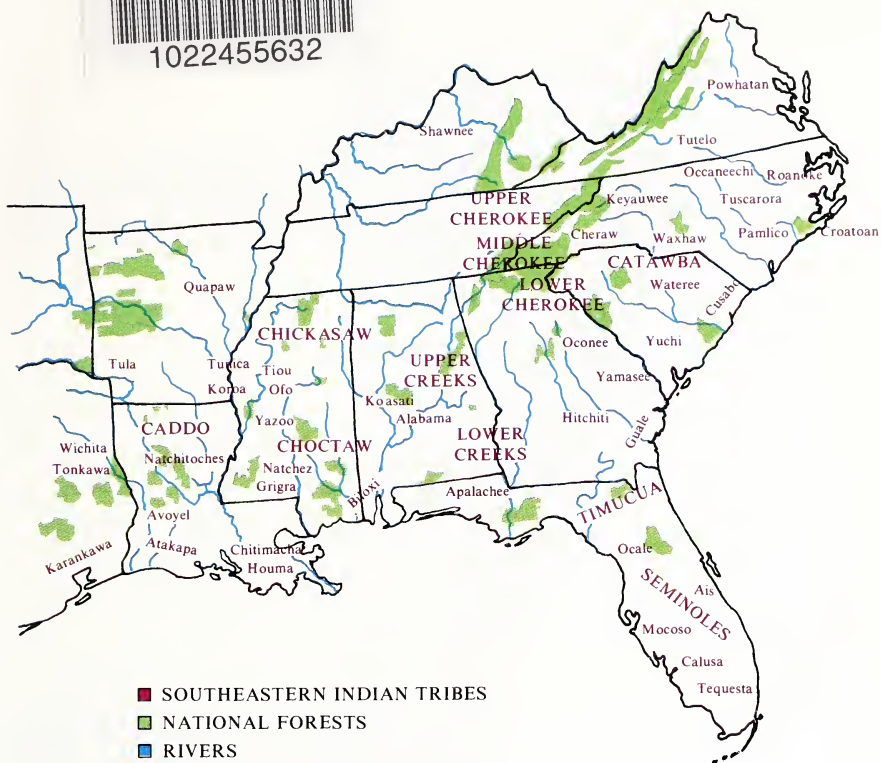 1022455632
Powhatan
Shawnee
Tutelo
Occaneechi
Roanoke
UPPER
CHEROKEE
Keyauwee
Tuscarora
MIDDLE
CHEROKEE
Cheraw
Waxhaw
Pamlico
Croatoan
LOWER
CHEROKEE
CATAWBA
Wateree
Cusabo
Quapaw
CHICKASAW
Oconee
Yuchi
Tula
Tunica
Koroa
Tiou
Ofo
UPPER
CREEKS
Yamasee
Koasati
Alabama
Hitchiti
Guale
CADDO
Yazoo
CHOCTAW
LOWER
CREEKS
Wichita
Tonkawa
Natchitoches
Natchez
Grigra
Biloxi
Apalachee
TIMUCUA
Avoyel
Atakapa
Karankawa
Chitimacha
Houma
Ocale
SEMINOLES
Ais
Mocoso
Calusa
Tequesta
SOUTHEASTERN INDIAN TRIBES
NATIONAL FORESTS
RIVERS